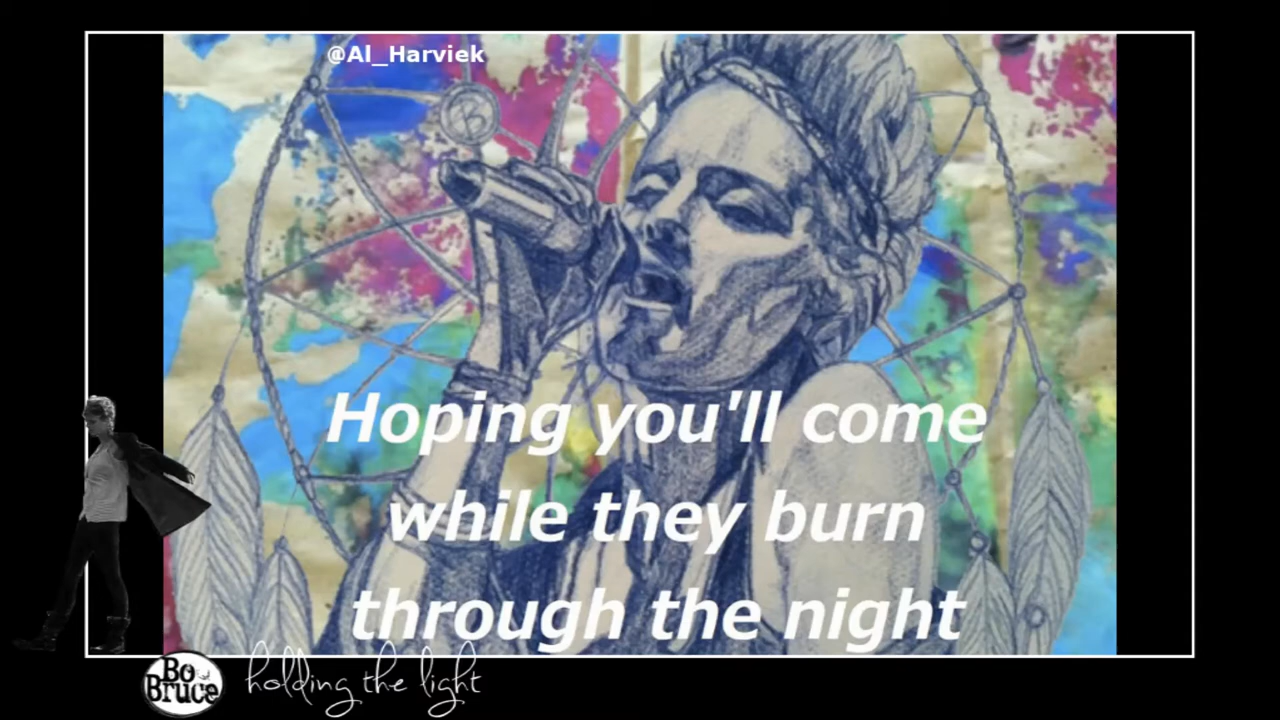 @Al_Harviek
B
Hoping you'll come
while they burn
through the night
Bo
Bruce
holding the light